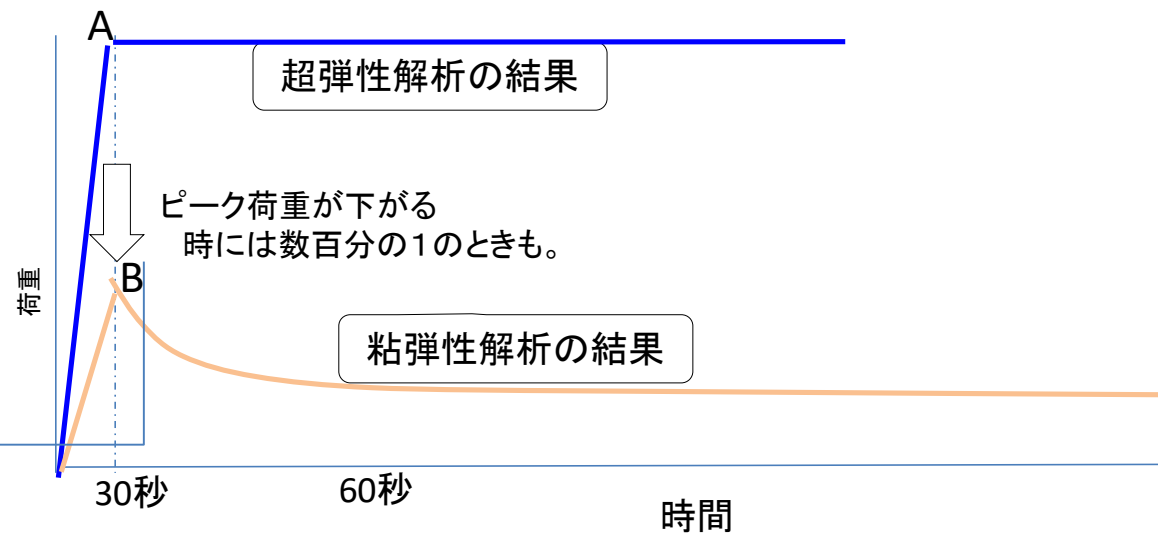 A
超弾性解析の結果
ピーク荷重が下がる
時には数百分の１のときも。
B
荷重
粘弾性解析の結果
30秒
60秒
時間